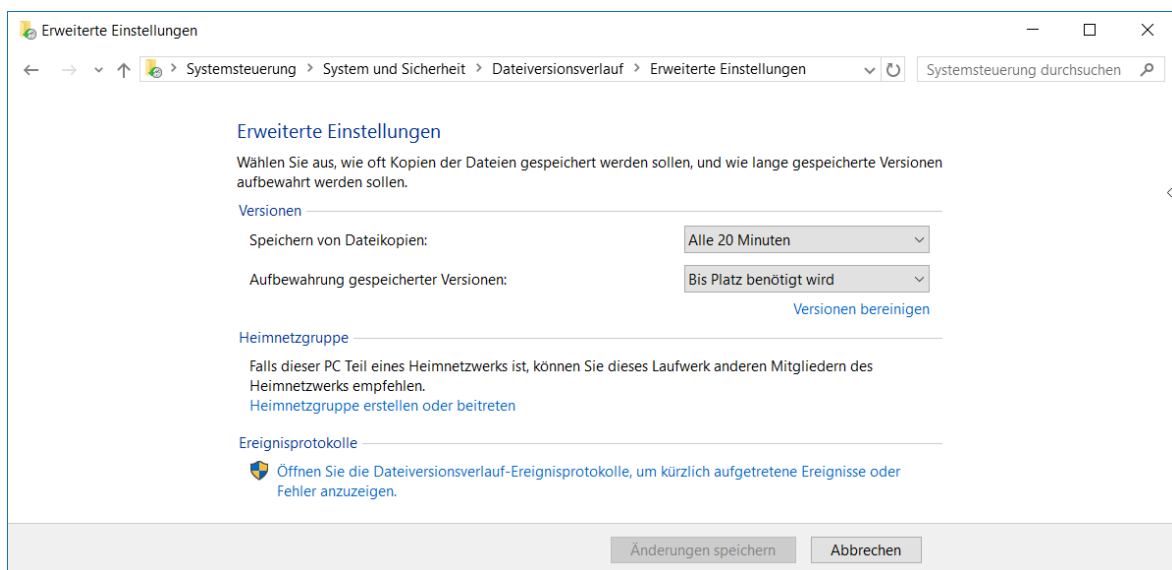 Erweiterte Einstellungen
Systemsteuerung > System und Sicherheit > Dateiversionsverlauf > Erweiterte Einstellungen
Systemsteuerung durchsuchen
Erweiterte Einstellungen
Wählen Sie aus, wie oft Kopien der Dateien gespeichert werden sollen, und wie lange gespeicherte Versionen
aufbewahrt werden sollen.
Versionen
Speichern von Dateikopien: Alle 20 Minuten
Aufbewahrung gespeicherter Versionen: Bis Platz benötigt wird
Versionen bereinigen
Heimnetzgruppe
Falls dieser PC Teil eines Heimnetzwerks ist, können Sie dieses Laufwerk anderen Mitgliedern des
Heimnetzwerks empfehlen.
Heimnetzgruppe erstellen oder beitreten
Ereignisprotokolle
Öffnen Sie die Dateiversionsverlauf-Ereignisprotokolle, um kürzlich aufgetretene Ereignisse oder
Fehler anzuzeigen.
Änderungen speichern Abbrechen